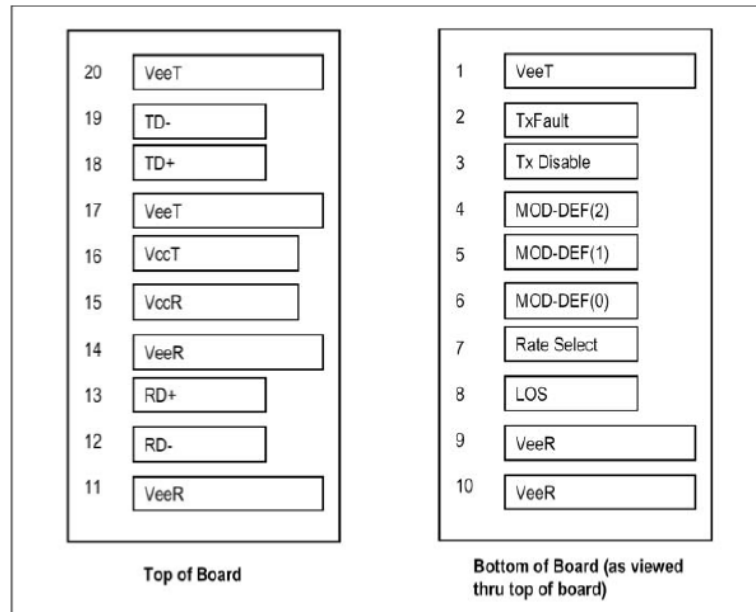 20 VeeT
19 TD-
18 TD+
17 VeeT
16 VccT
15 VccR
14 VeeR
13 RD+
12 RD-
11 VeeR
Top of Board
1 VeeT
2 TxFault
3 Tx Disable
4 MOD-DEF(2)
5 MOD-DEF(1)
6 MOD-DEF(0)
7 Rate Select
8 LOS
9 VeeR
10 VeeR
Bottom of Board (as viewed
thru top of board)